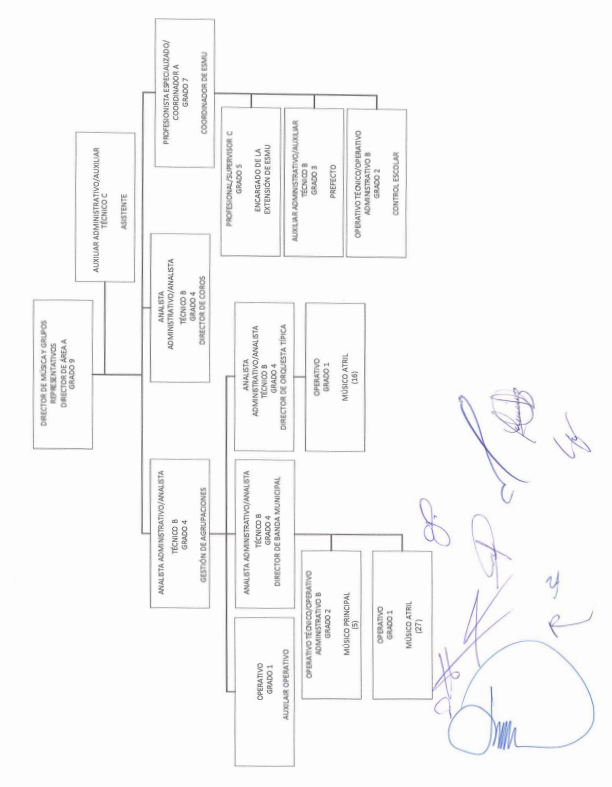 DIRECTOR DE MÚSICA Y GRUPOS
REPRESENTATIVOS
DIRECTOR DE ÁREA A
GRADO 9
AUXILIAR ADMINISTRATIVO/AUXILIAR
TÉCNICO C
ASISTENTE
ANALISTA ADMINISTRATIVO/ANALISTA
TÉCNICO B
GRADO 4
GESTIÓN DE AGRUPACIONES
ANALISTA
ADMINISTRATIVO/ANALISTA
TÉCNICO B
GRADO 4
DIRECTOR DE COROS
PROFESIONISTA ESPECIALIZADO/
COORDINADOR A
GRADO 7
COORDINADOR DE ESMU
OPERATIVO
GRADO 1
AUXILAIR OPERATIVO
ANALISTA ADMINISTRATIVO/ANALISTA
TÉCNICO B
GRADO 4
DIRECTOR DE BANDA MUNICIPAL
OPERATIVO TÉCNICO/OPERATIVO
ADMINISTRATIVO B
GRADO 2
MÚSICO PRINCIPAL
(5)
OPERATIVO
GRADO 1
MÚSICO ATRIL
(27)
ANALISTA
ADMINISTRATIVO/ANALISTA
TÉCNICO B
GRADO 4
DIRECTOR DE ORQUESTA TÍPICA
OPERATIVO
GRADO 1
MÚSICO ATRIL
(16)
PROFESIONAL/SUPERVISOR C
GRADO 5
ENCARGADO DE LA
EXTENSIÓN DE ESMU
AUXILIAR ADMINISTRATIVO/AUXILIAR
TÉCNICO B
GRADO 3
PREFECTO
OPERATIVO TÉCNICO/OPERATIVO
ADMINISTRATIVO B
GRADO 2
CONTROL ESCOLAR